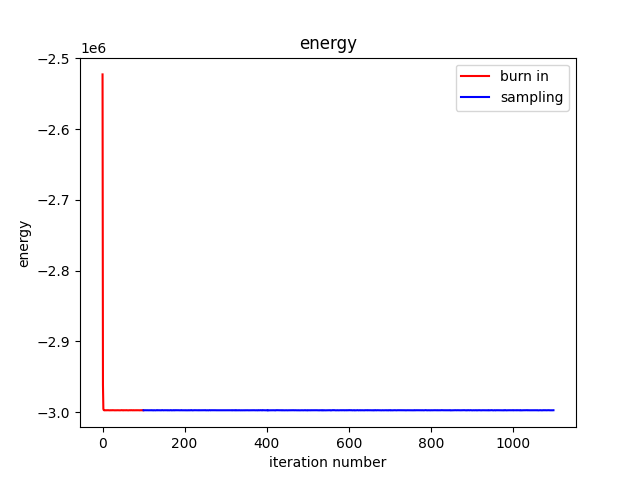 energy
1e6
−2.5
−2.6
−2.7
−2.8
−2.9
−3.0
energy
burn in
sampling
0
200
400
600
800
1000
iteration number